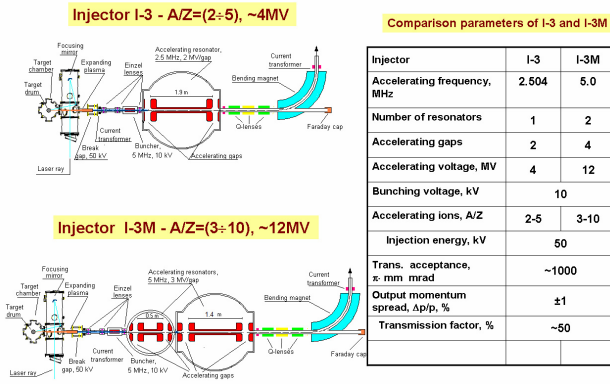 Injector I-3 - A/Z=(2÷5), ~4MV
Comparison parameters of I-3 and I-3M
Focusing
mirror
Target
chamber
Target
drum
Expanding
plasma
Einzel
lenses
Accelerating resonator,
2.5 MHz, 2 MV/gap
Current
transformer
Bending magnet
1.9 m
Current
transformer
Break
gap, 50 kV
Buncher,
5 MHz, 10 kV
Accelerating gaps
Q-lenses
Faraday cap
Laser ray
Injector I-3M - A/Z=(3÷10), ~12MV
Focusing
mirror
Target
chamber
Target
drum
Expanding
plasma
Einzel
lenses
Accelerating resonators,
5 MHz, 3 MV/gap
Current
transformer
Bending magnet
0.5 m
1.4 m
Break
gap, 50 kV
Current
transformer
Buncher,
5 MHz, 10 kV
Accelerating gaps
Q-lenses
Faraday
cap
Laser ray
Injector I-3 I-3M
Accelerating frequency, MHz 2.504 5.0
Number of resonators 1 2
Accelerating gaps 2 4
Accelerating voltage, MV 4 12
Bunching voltage, kV 10
Accelerating ions, A/Z 2-5 3-10
Injection energy, kV 50
Trans. acceptance, π· mm mrad ~1000
Output momentum spread, Δp/p, % ±1
Transmission factor, % ~50